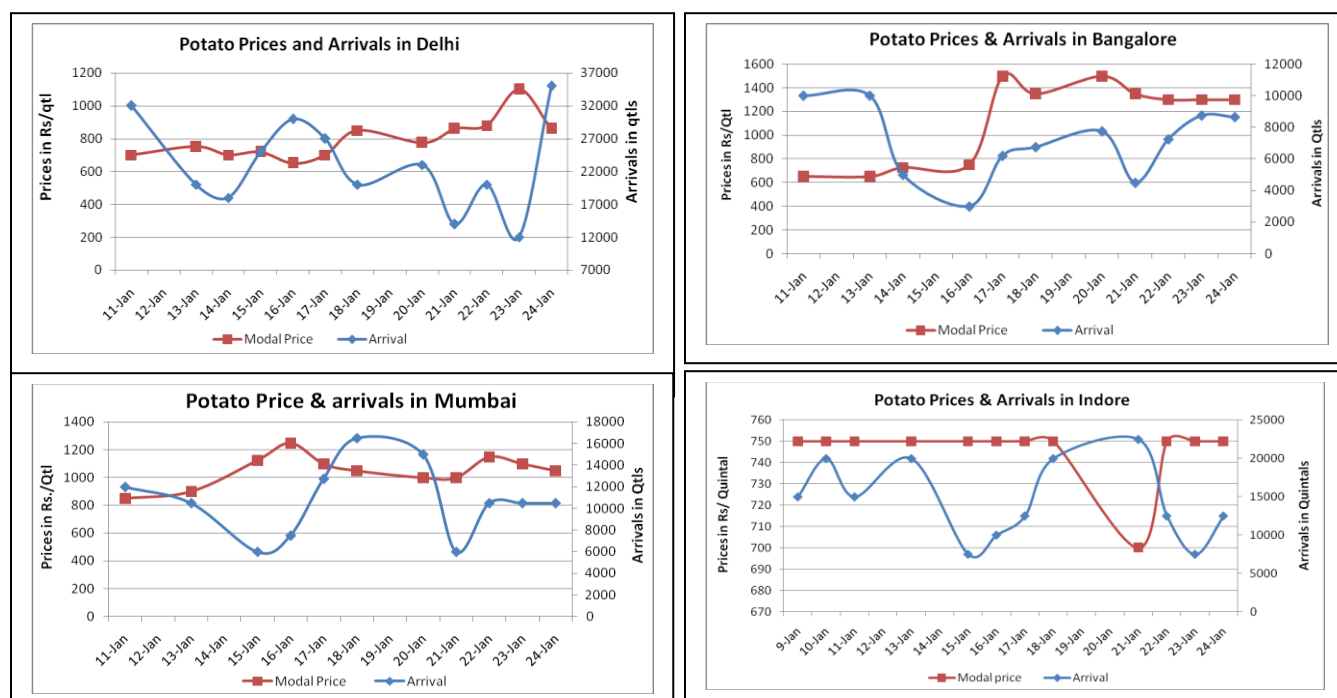 Potato Prices and Arrivals in Delhi
Prices in Rs/qtl
1200
1000
800
600
400
200
0
37000
32000
27000
22000
17000
12000
7000
Arrivals in qtls
11-Jan
12-Jan
13-Jan
14-Jan
15-Jan
16-Jan
17-Jan
18-Jan
19-Jan
20-Jan
21-Jan
22-Jan
23-Jan
24-Jan
Modal Price Arrival
Potato Prices & Arrivals in Bangalore
Prices in Rs/Qtl
1600
1400
1200
1000
800
600
400
200
0
12000
10000
8000
6000
4000
2000
0
Arrivals in Qtls
11-Jan
12-Jan
13-Jan
14-Jan
15-Jan
16-Jan
17-Jan
18-Jan
19-Jan
20-Jan
21-Jan
22-Jan
23-Jan
24-Jan
Modal Price Arrival
Potato Price & arrivals in Mumbai
Prices in Rs./Qtl
1400
1200
1000
800
600
400
200
0
18000
16000
14000
12000
10000
8000
6000
4000
2000
0
Arrivals in Qtls
11-Jan
12-Jan
13-Jan
14-Jan
15-Jan
16-Jan
17-Jan
18-Jan
19-Jan
20-Jan
21-Jan
22-Jan
23-Jan
24-Jan
Modal Price Arrival
Potato Prices & Arrivals in Indore
Prices in Rs/ Quintal
760
750
740
730
720
710
700
690
680
670
25000
20000
15000
10000
5000
0
Arrivals in Quintals
9-Jan
10-Jan
11-Jan
12-Jan
13-Jan
14-Jan
15-Jan
16-Jan
17-Jan
18-Jan
19-Jan
20-Jan
21-Jan
22-Jan
23-Jan
24-Jan
Modal price Arrival